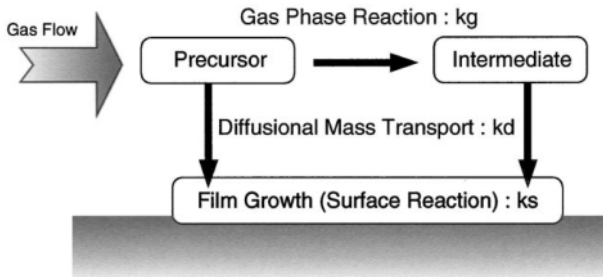 Gas Phase Reaction : kg
Gas Flow
Precursor
Intermediate
Diffusional Mass Transport : kd
Film Growth (Surface Reaction) : ks